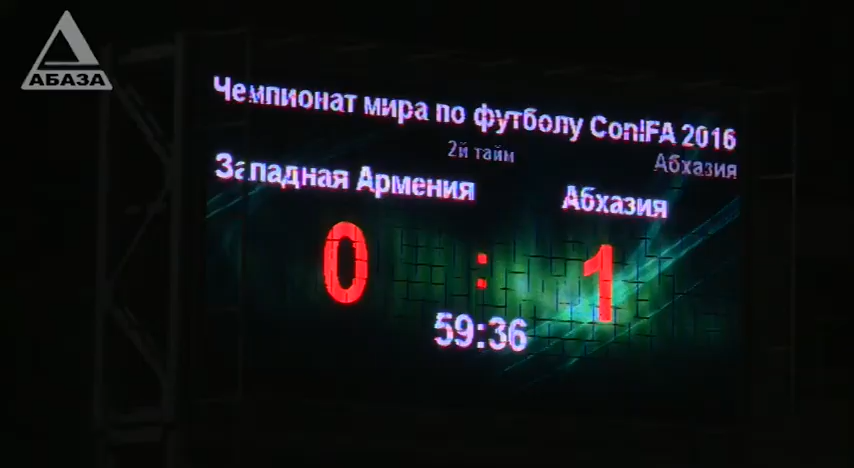 АБАЗА
Чемпионат мира по футболу ConIFA 2016
2й тайм
Абхазия
Западная Армения
Абхазия
0 : 1
59:36